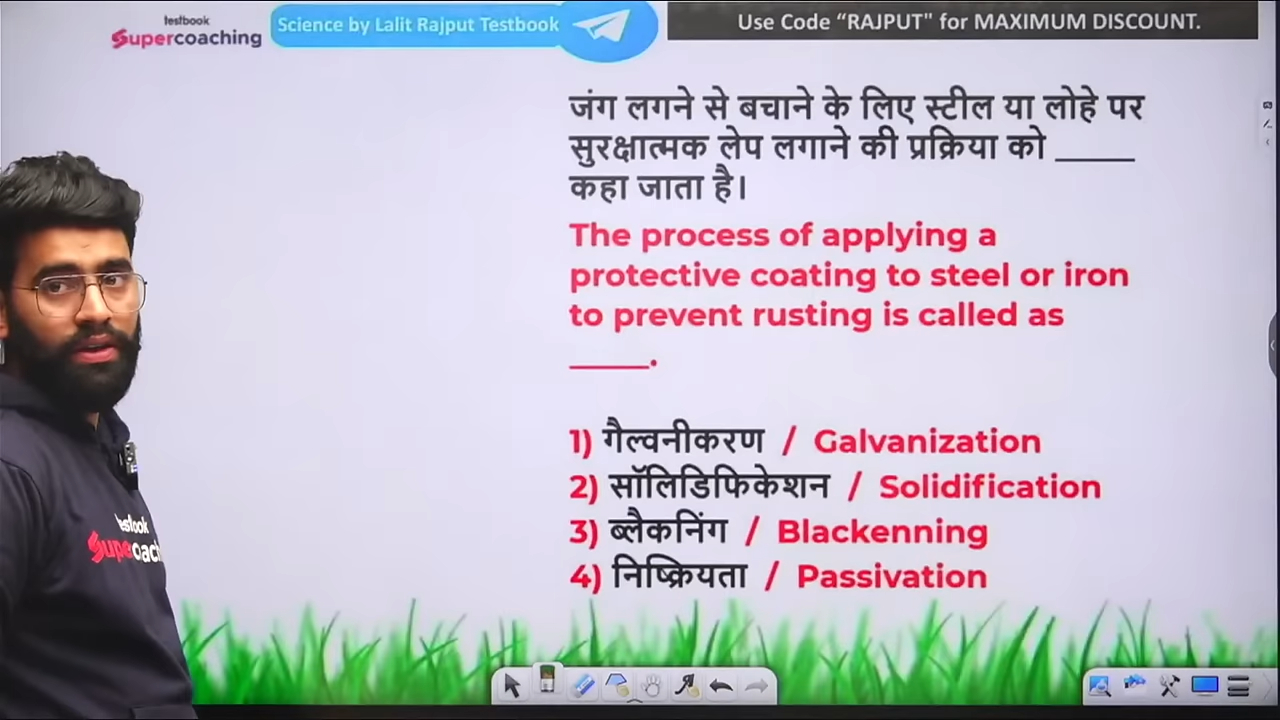 testbook
Supercoaching
Science by Lalit Rajput Testbook
Use Code “RAJPUT" for MAXIMUM DISCOUNT.
जंग लगने से बचाने के लिए स्टील या लोहे पर
सुरक्षात्मक लेप लगाने की प्रक्रिया को _____
कहा जाता है।
The process of applying a
protective coating to steel or iron
to prevent rusting is called as
_____.
1) गैल्वनीकरण / Galvanization
2) सॉलिडिफिकेशन / Solidification
3) ब्लैकनिंग / Blackenning
4) निष्क्रियता / Passivation
testbook
Supercoach